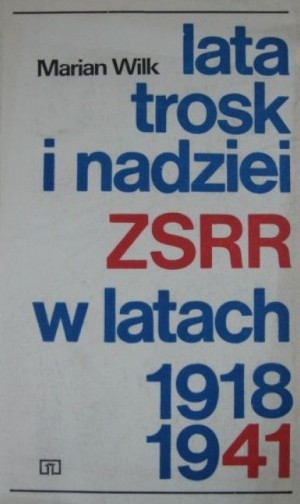 Marian Wilk lata
trosk
i nadziei
ZSRR
w latach
1918
1941